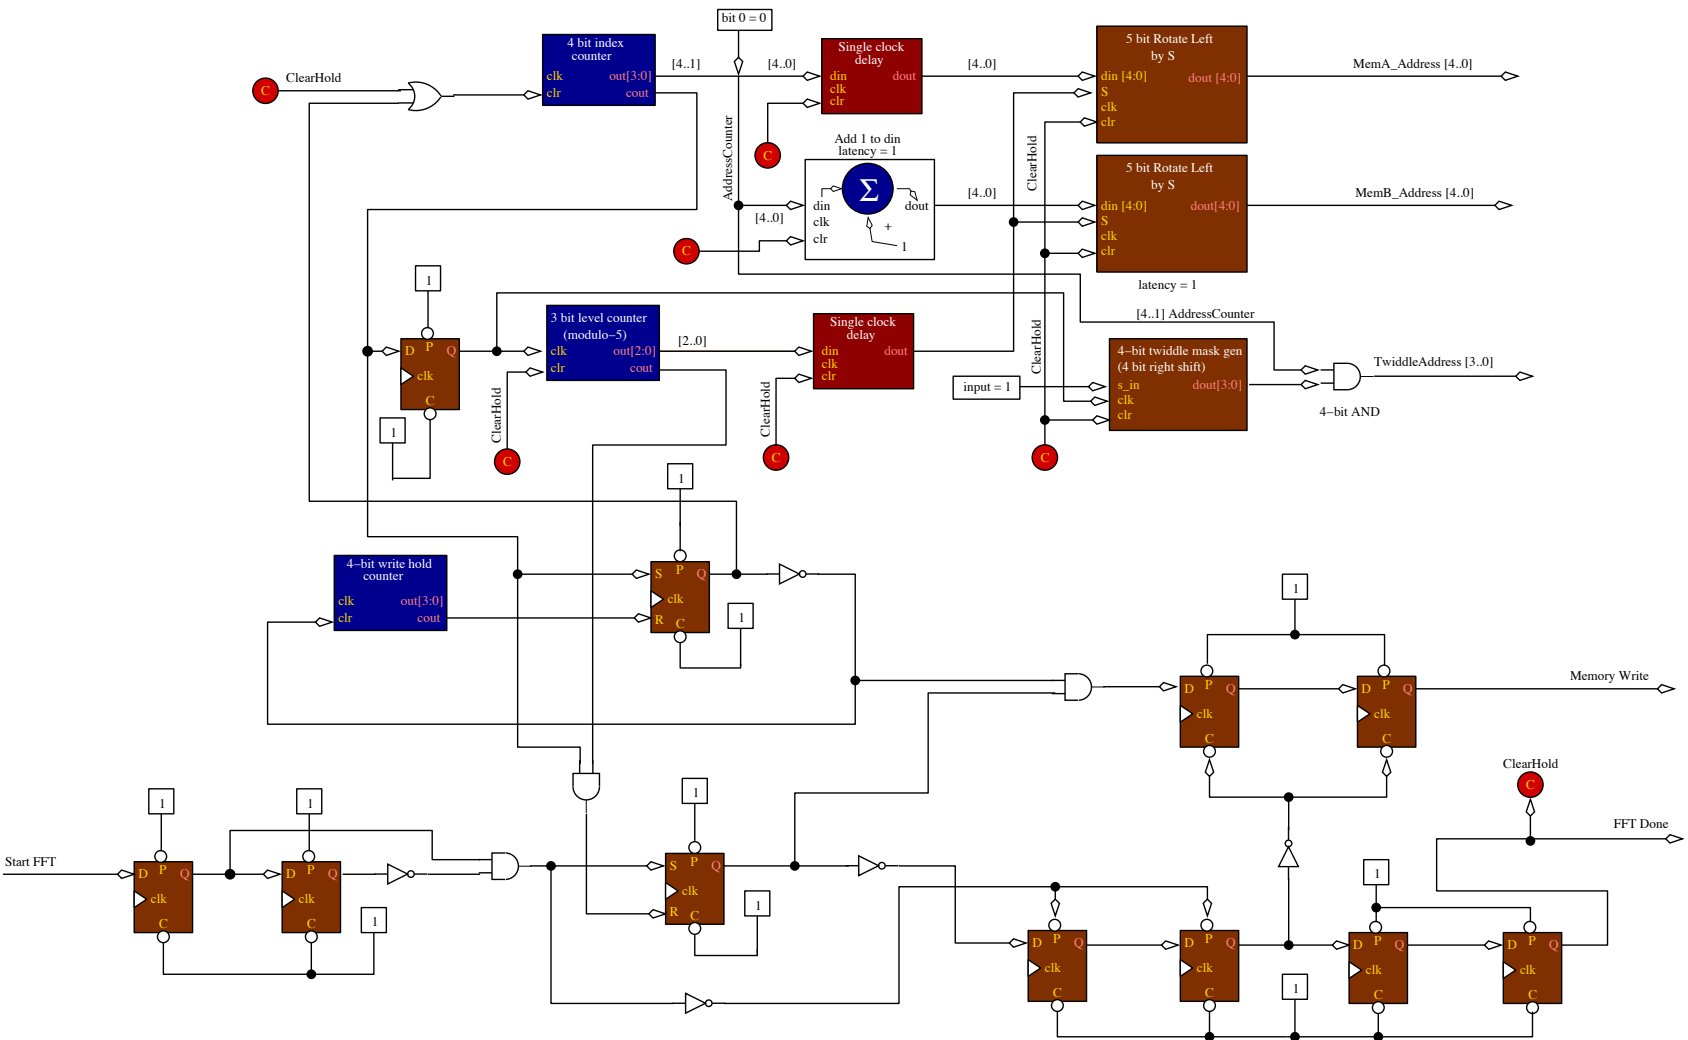 bit 0 = 0
4 bit index
counter
clk
out[3:0]
clr
cout
C
ClearHold
[4..1]
[4..0]
Single clock
delay
din
dout
clk
clr
C
[4..0]
5 bit Rotate Left
by S
din [4:0]
dout [4:0]
S
clk
clr
MemA_Address [4..0]
AddressCounter
Add 1 to din
latency = 1
Σ
din
dout
clk
clr
+
1
[4..0]
C
[4..0]
ClearHold
5 bit Rotate Left
by S
din [4:0]
dout[4:0]
S
clk
clr
latency = 1
MemB_Address [4..0]
1
D
P
Q
clk
C
1
3 bit level counter
(modulo−5)
clk
out[2:0]
clr
cout
ClearHold
C
[2..0]
Single clock
delay
din
dout
clk
clr
ClearHold
C
[4..1] AddressCounter
ClearHold
input = 1
4−bit twiddle mask gen
(4 bit right shift)
s_in
dout[3:0]
clk
clr
C
TwiddleAddress [3..0]
4−bit AND
4−bit write hold
counter
clk
out[3:0]
clr
cout
1
S
P
Q
clk
R
C
1
1
D
P
Q
clk
C
D
P
Q
clk
C
Memory Write
ClearHold
C
FFT Done
Start FFT
1
D
P
Q
clk
C
1
D
P
Q
clk
C
1
1
S
P
Q
clk
R
C
1
D
P
Q
clk
C
D
P
Q
clk
C
1
1
D
P
Q
clk
C
D
P
Q
clk
C